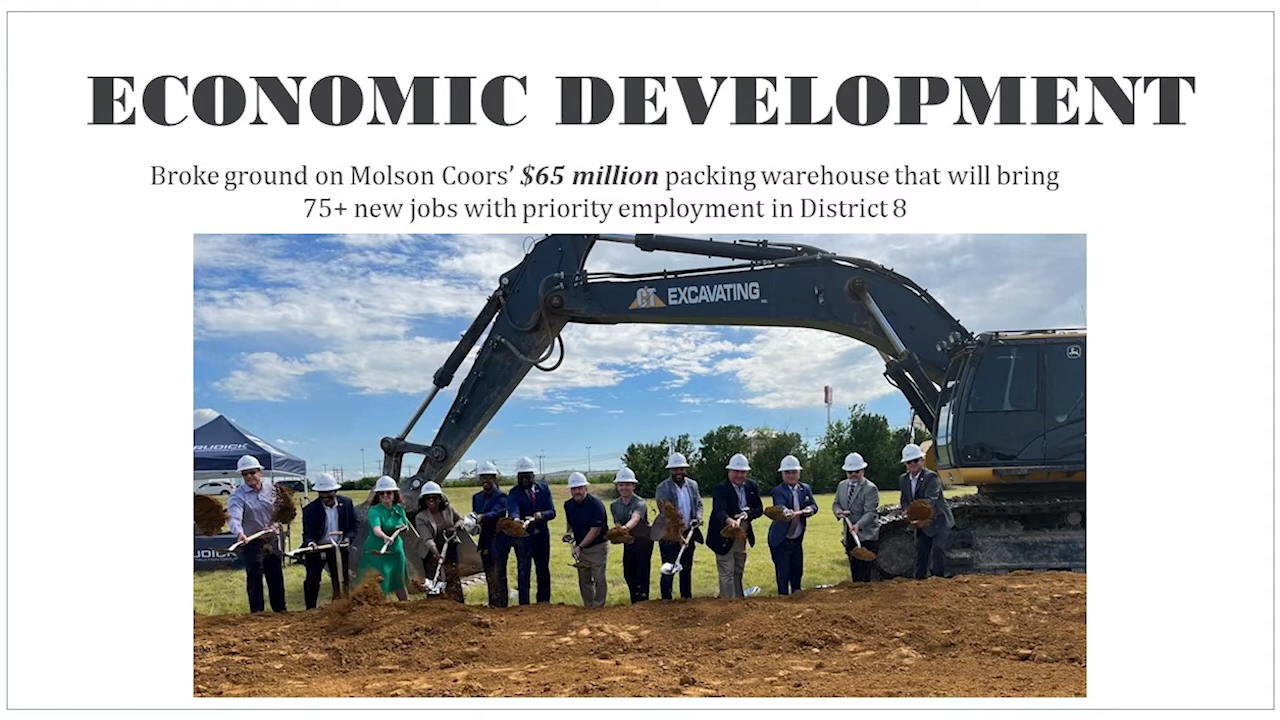 ECONOMIC DEVELOPMENT
Broke ground on Molson Coors’ $65 million packing warehouse that will bring
75+ new jobs with priority employment in District 8
CT EXCAVATING